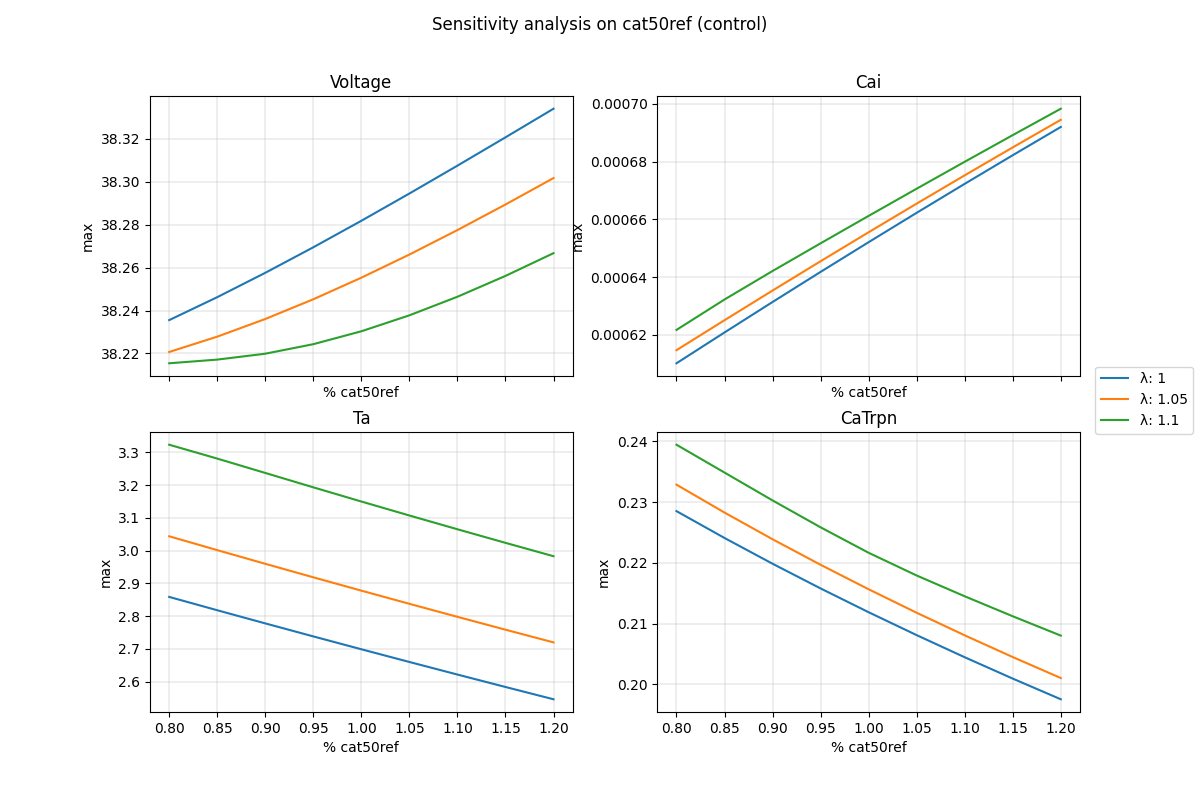 Sensitivity analysis on cat50ref (control)
Voltage
38.32
38.30
38.28
38.26
38.24
38.22
max
% cat50ref
Cai
0.00070
0.00068
0.00066
0.00064
0.00062
max
% cat50ref
λ: 1
λ: 1.05
λ: 1.1
Ta
3.3
3.2
3.1
3.0
2.9
2.8
2.7
2.6
max
0.80 0.85 0.90 0.95 1.00 1.05 1.10 1.15 1.20
% cat50ref
CaTrpn
0.24
0.23
0.22
0.21
0.20
max
0.80 0.85 0.90 0.95 1.00 1.05 1.10 1.15 1.20
% cat50ref